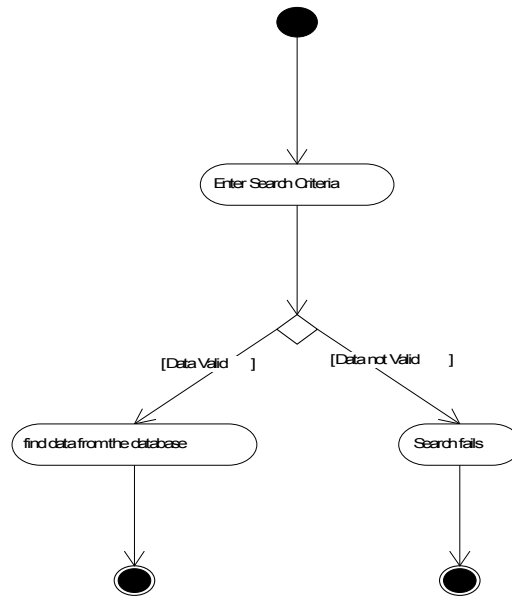 Enter Search Criteria
[Data Valid ]
[Data not Valid ]
find data from the database
Search fails